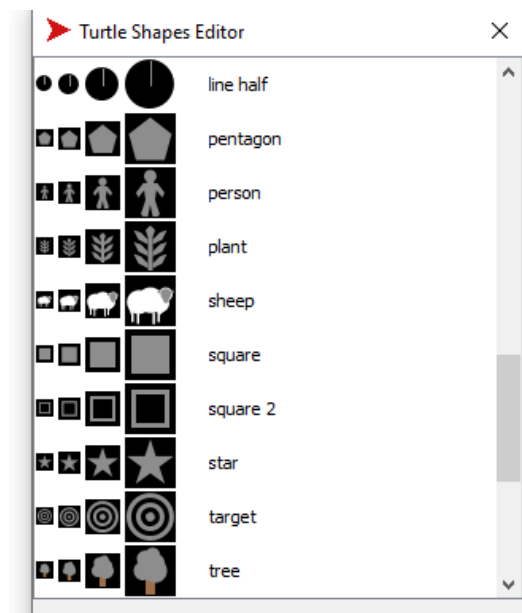 Turtle Shapes Editor
line half
pentagon
person
plant
sheep
square
square 2
star
target
tree